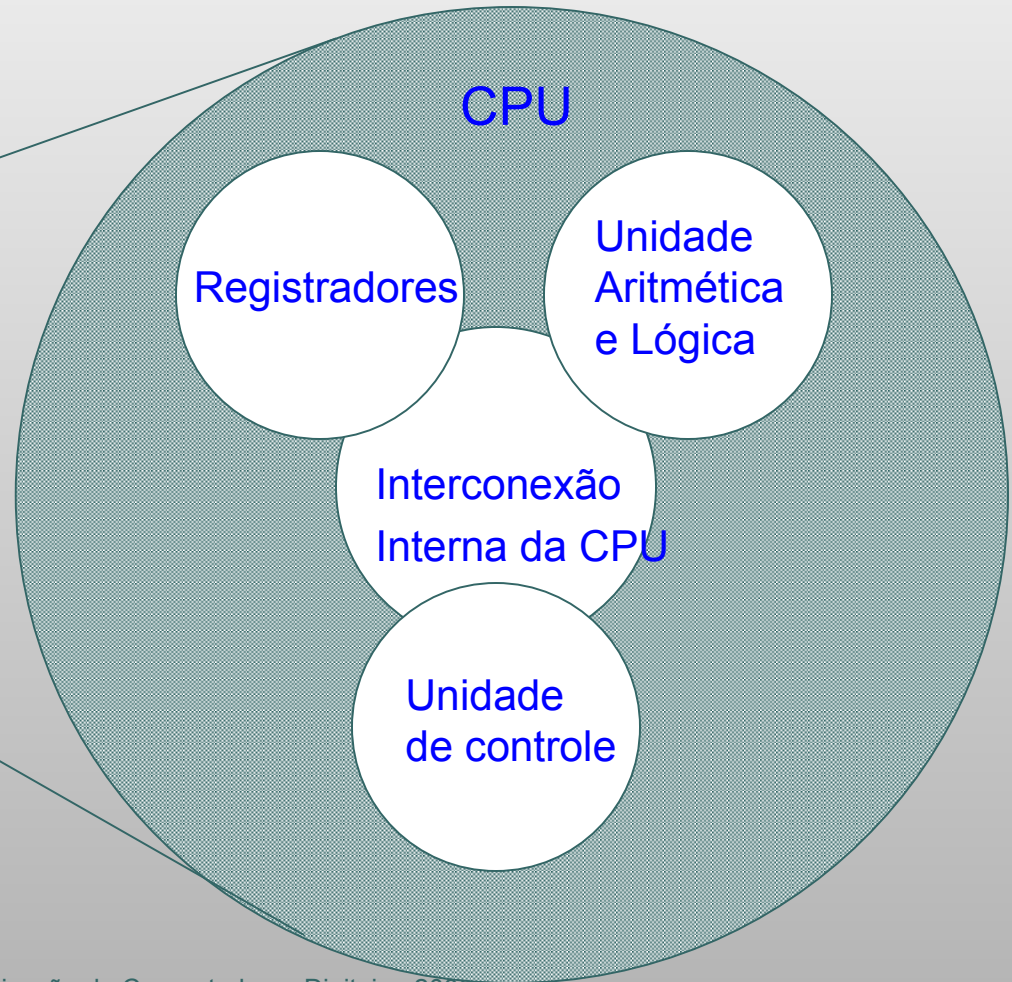 CPU
Registradores
Unidade
Aritmética
e Lógica
Interconexão
Interna da CPU
Unidade
de controle